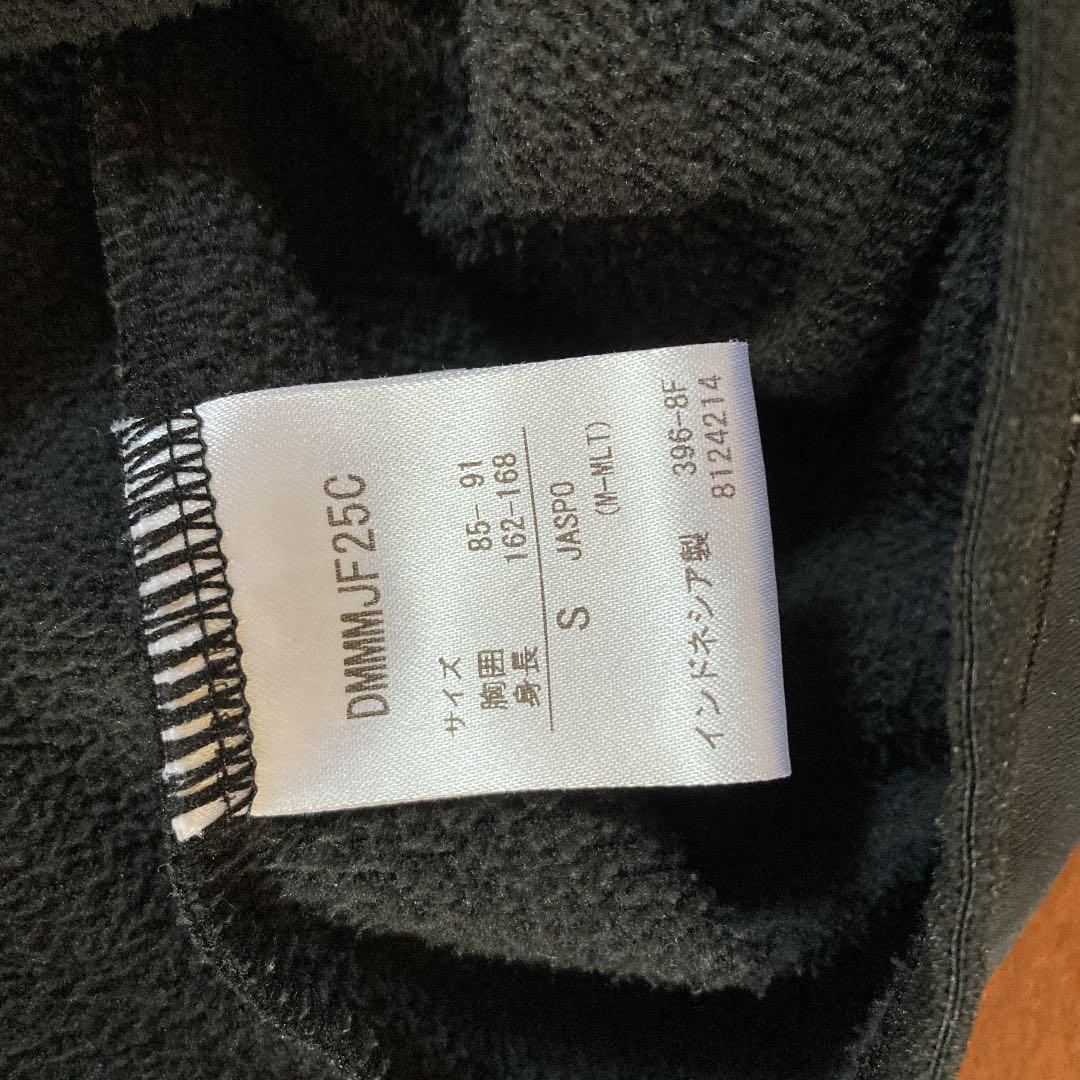 DMMMJF25C
サイズ
胸囲 85- 91
身長 162-168
S JASPO
(M-MLT)
インドネシア製 396-8F
8124214